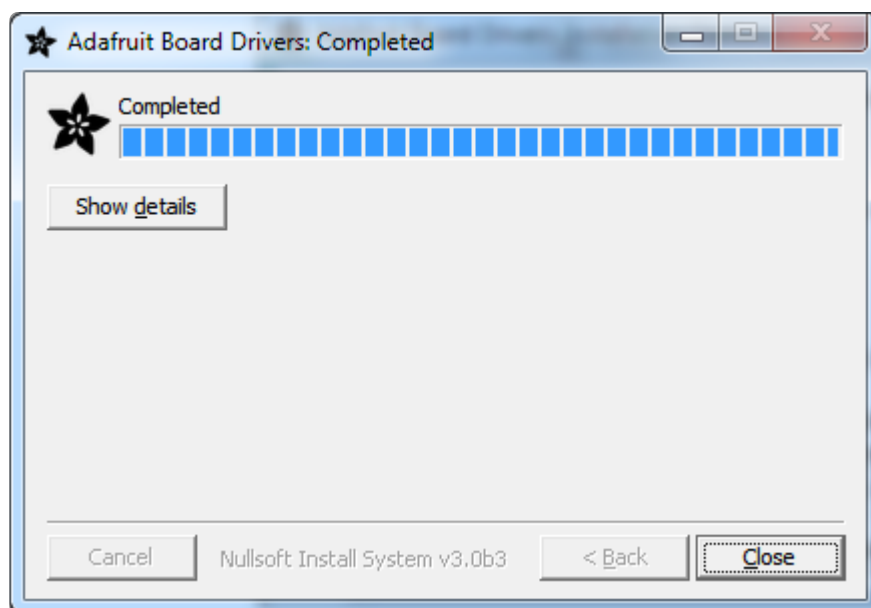 Adafruit Board Drivers: Completed
Completed
Show details
Cancel
Nullsoft Install System v3.0b3
< Back
Close